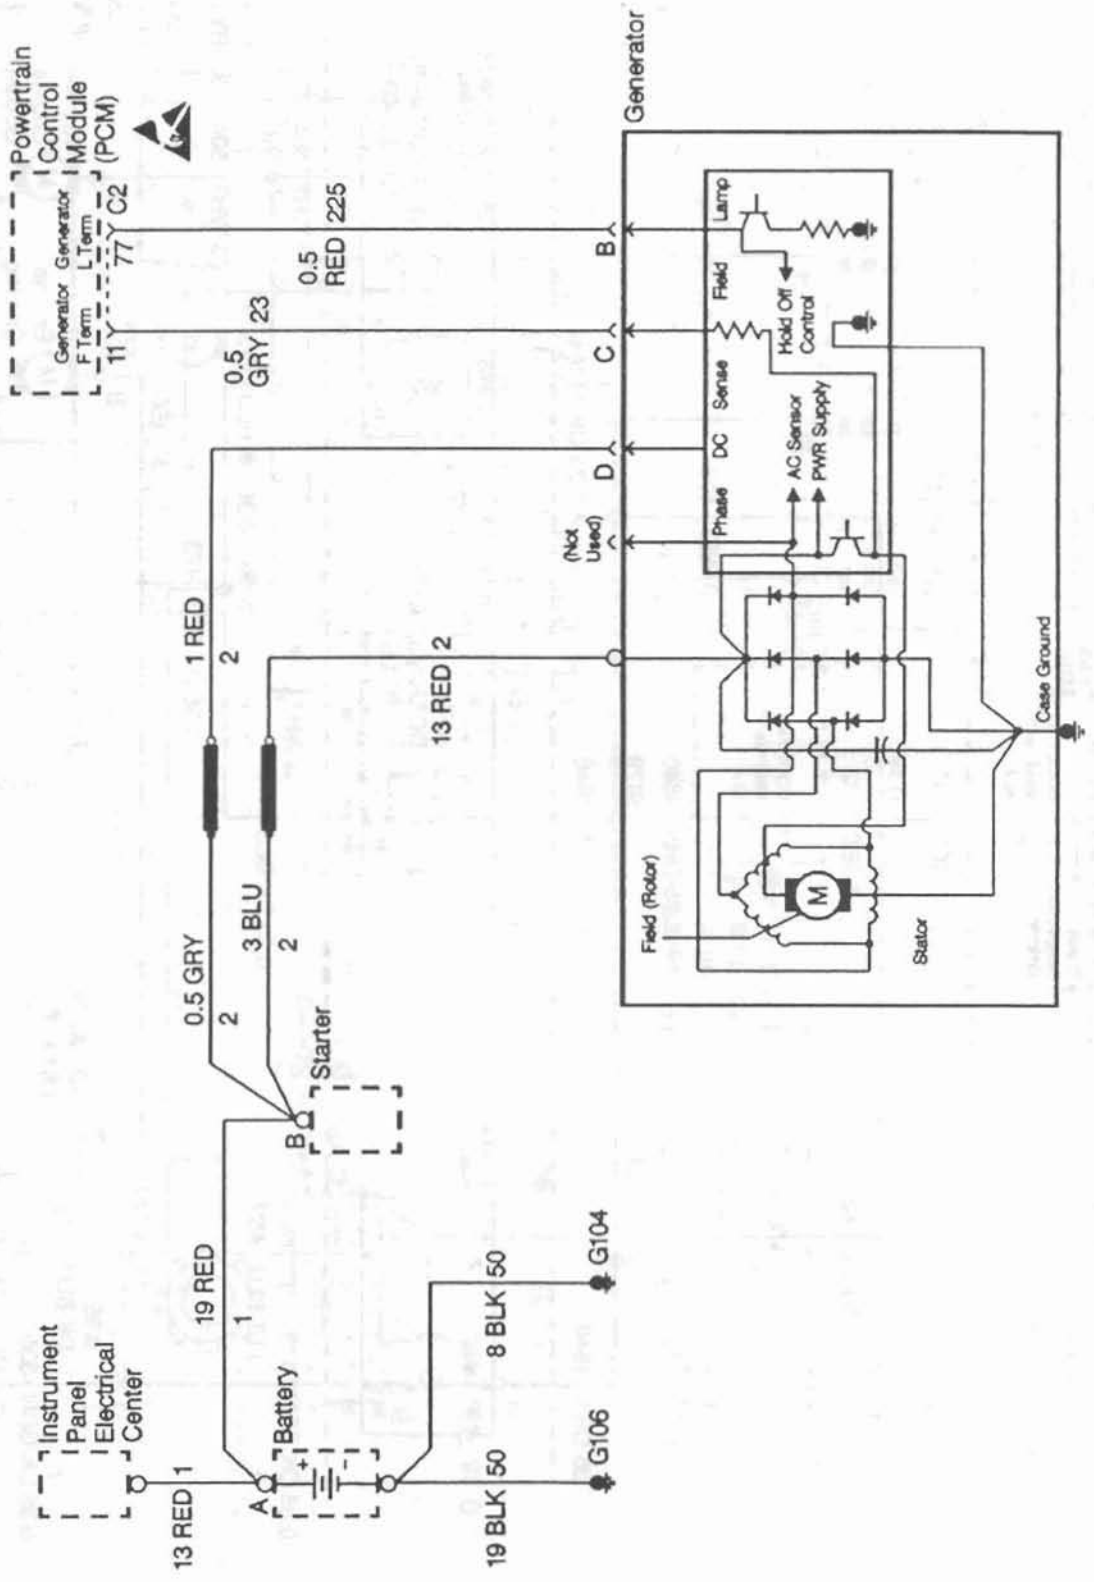 Powertrain
Control
Module
(PCM)
Generator
F Term
Generator
L Term
11
77
C2
0.5
GRY 23
0.5
RED 225
1 RED
2
0.5 GRY
2
3 BLU
2
13 RED 2
Starter
B
19 RED
1
Instrument
Panel
Electrical
Center
13 RED 1
A
Battery
+
-
19 BLK 50
G106
8 BLK 50
G104
Generator
(Not
Used)
D
C
B
Phase
DC
Sense
Field
Lamp
AC Sensor
PWR Supply
Hold Off
Control
Field (Rotor)
M
Stator
Case Ground